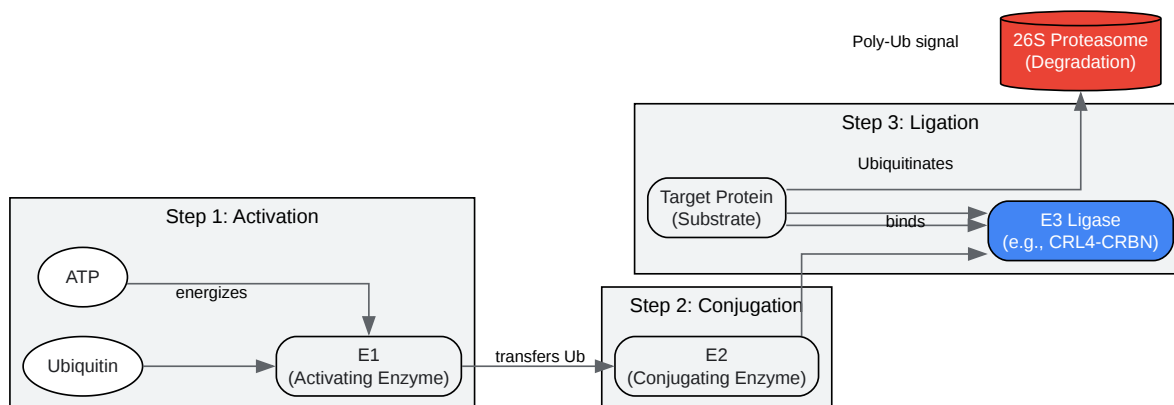 Poly-Ub signal
26S Proteasome
(Degradation)
Step 3: Ligation
Ubiquitinates
Target Protein
(Substrate)
binds
E3 Ligase
(e.g., CRL4-CRBN)
Step 1: Activation
ATP
energizes
Ubiquitin
E1
(Activating Enzyme)
transfers Ub
Step 2: Conjugation
E2
(Conjugating Enzyme)